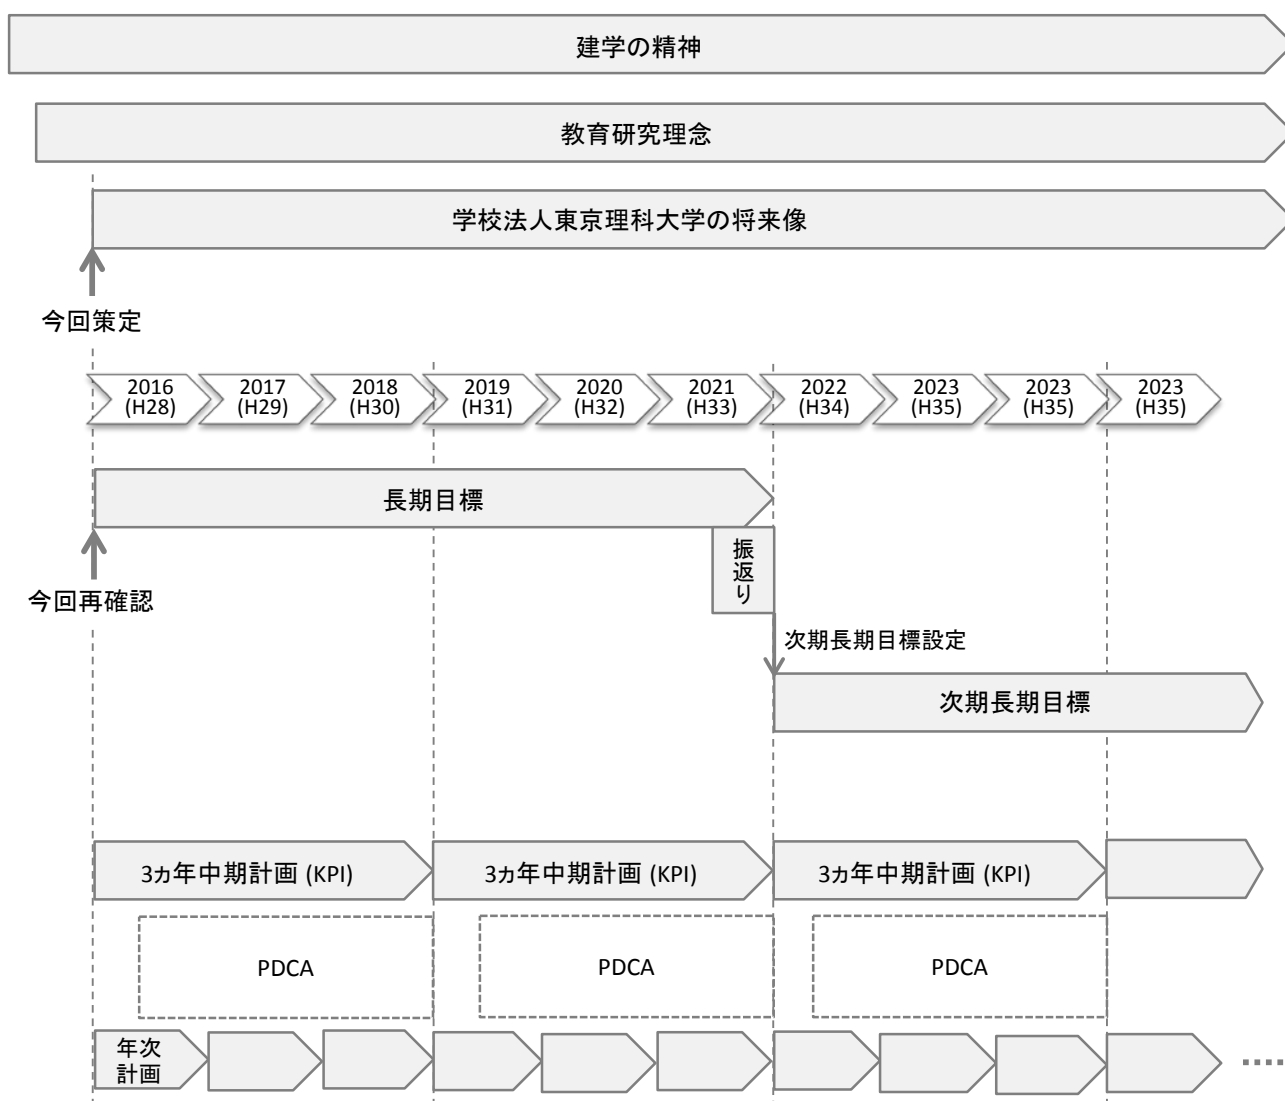 建学の精神
教育研究理念
学校法人東京理科大学の将来像
今回策定
2016
(H28)
2017
(H29)
2018
(H30)
2019
(H31)
2020
(H32)
2021
(H33)
2022
(H34)
2023
(H35)
2023
(H35)
2023
(H35)
長期目標
振返り
今回再確認
次期長期目標設定
次期長期目標
3ヵ年中期計画 (KPI)
3ヵ年中期計画 (KPI)
3ヵ年中期計画 (KPI)
PDCA
PDCA
PDCA
年次
計画